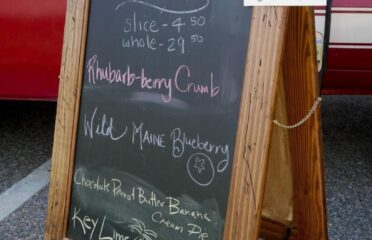 slice - 4.50
whole - 29.50
Rhubarb-berry Crumb
Wild MAINE Blueberry
Chocolate Peanut Butter Banana
Cream Pie
Key Lime